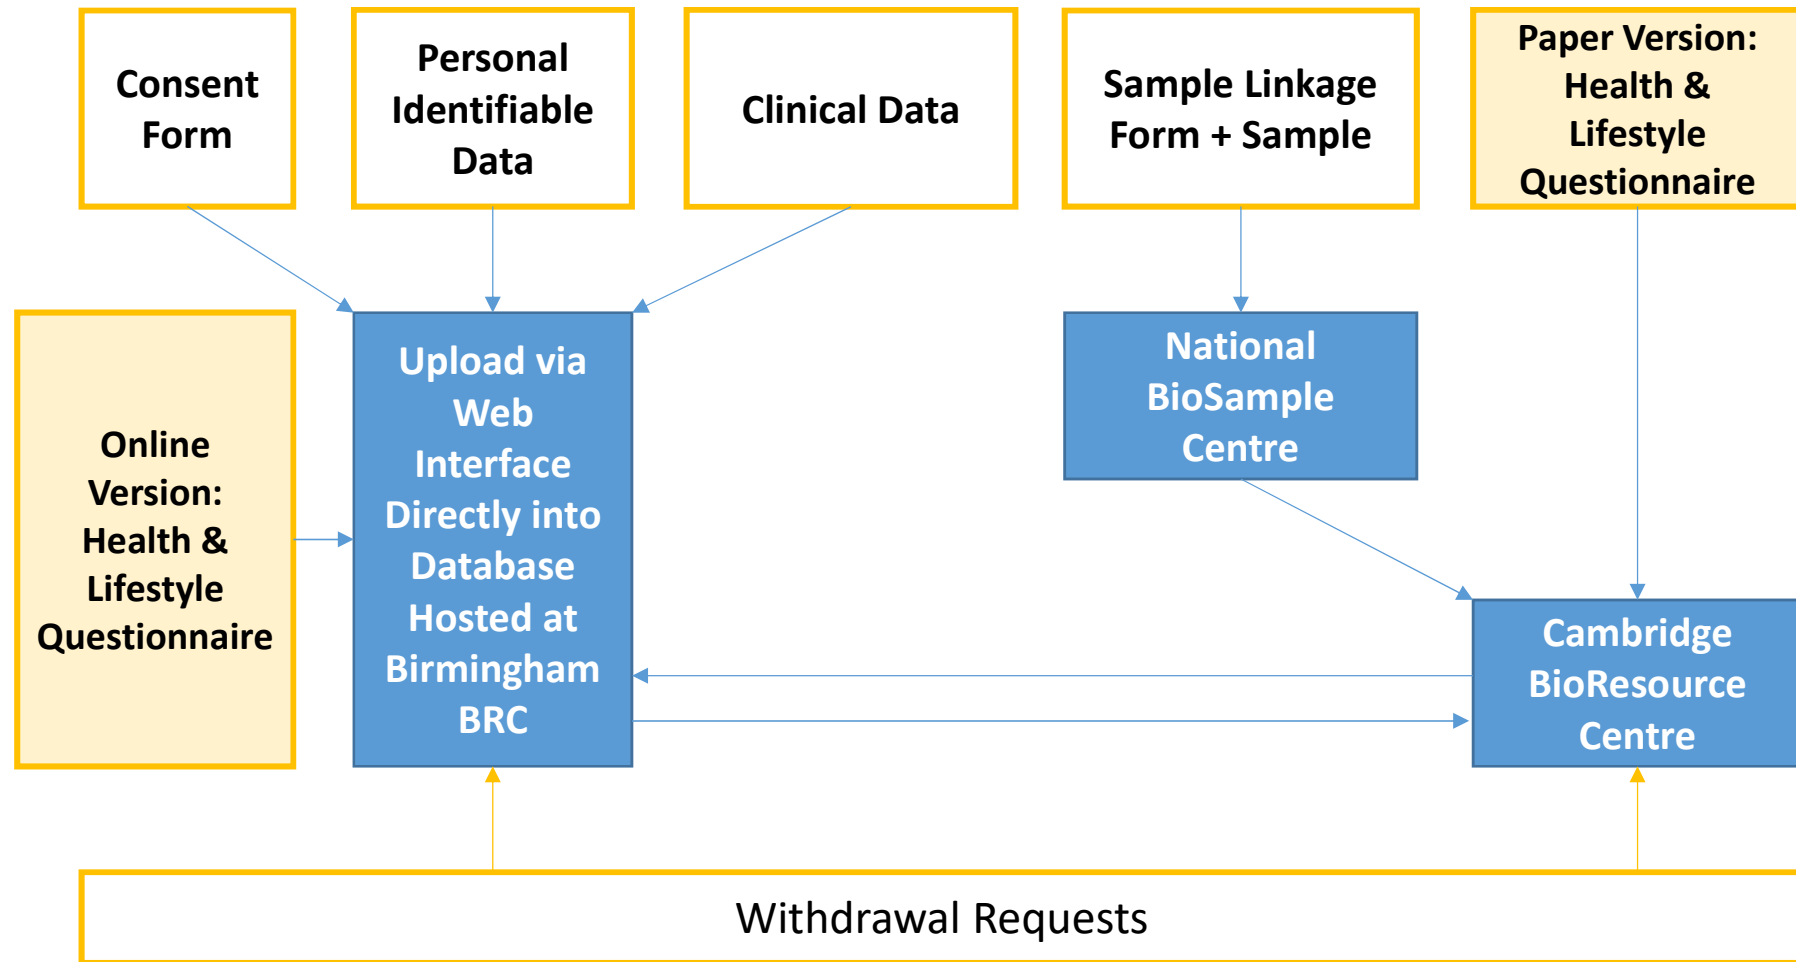 Consent
Form
Personal
Identifiable
Data
Clinical Data
Sample Linkage
Form + Sample
Paper Version:
Health &
Lifestyle
Questionnaire
Online
Version:
Health &
Lifestyle
Questionnaire
Upload via
Web
Interface
Directly into
Database
Hosted at
Birmingham
BRC
National
BioSample
Centre
Cambridge
BioResource
Centre
Withdrawal Requests